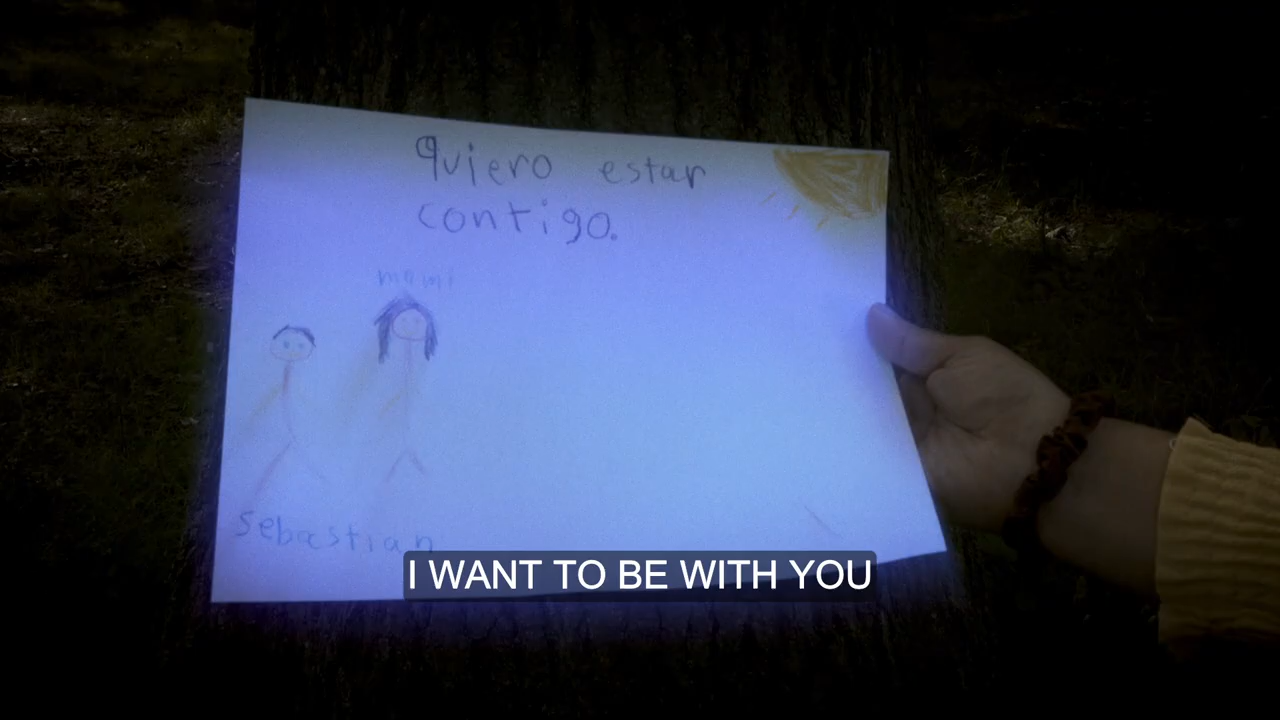 quiero estar
contigo.
mami
sebastian
I WANT TO BE WITH YOU